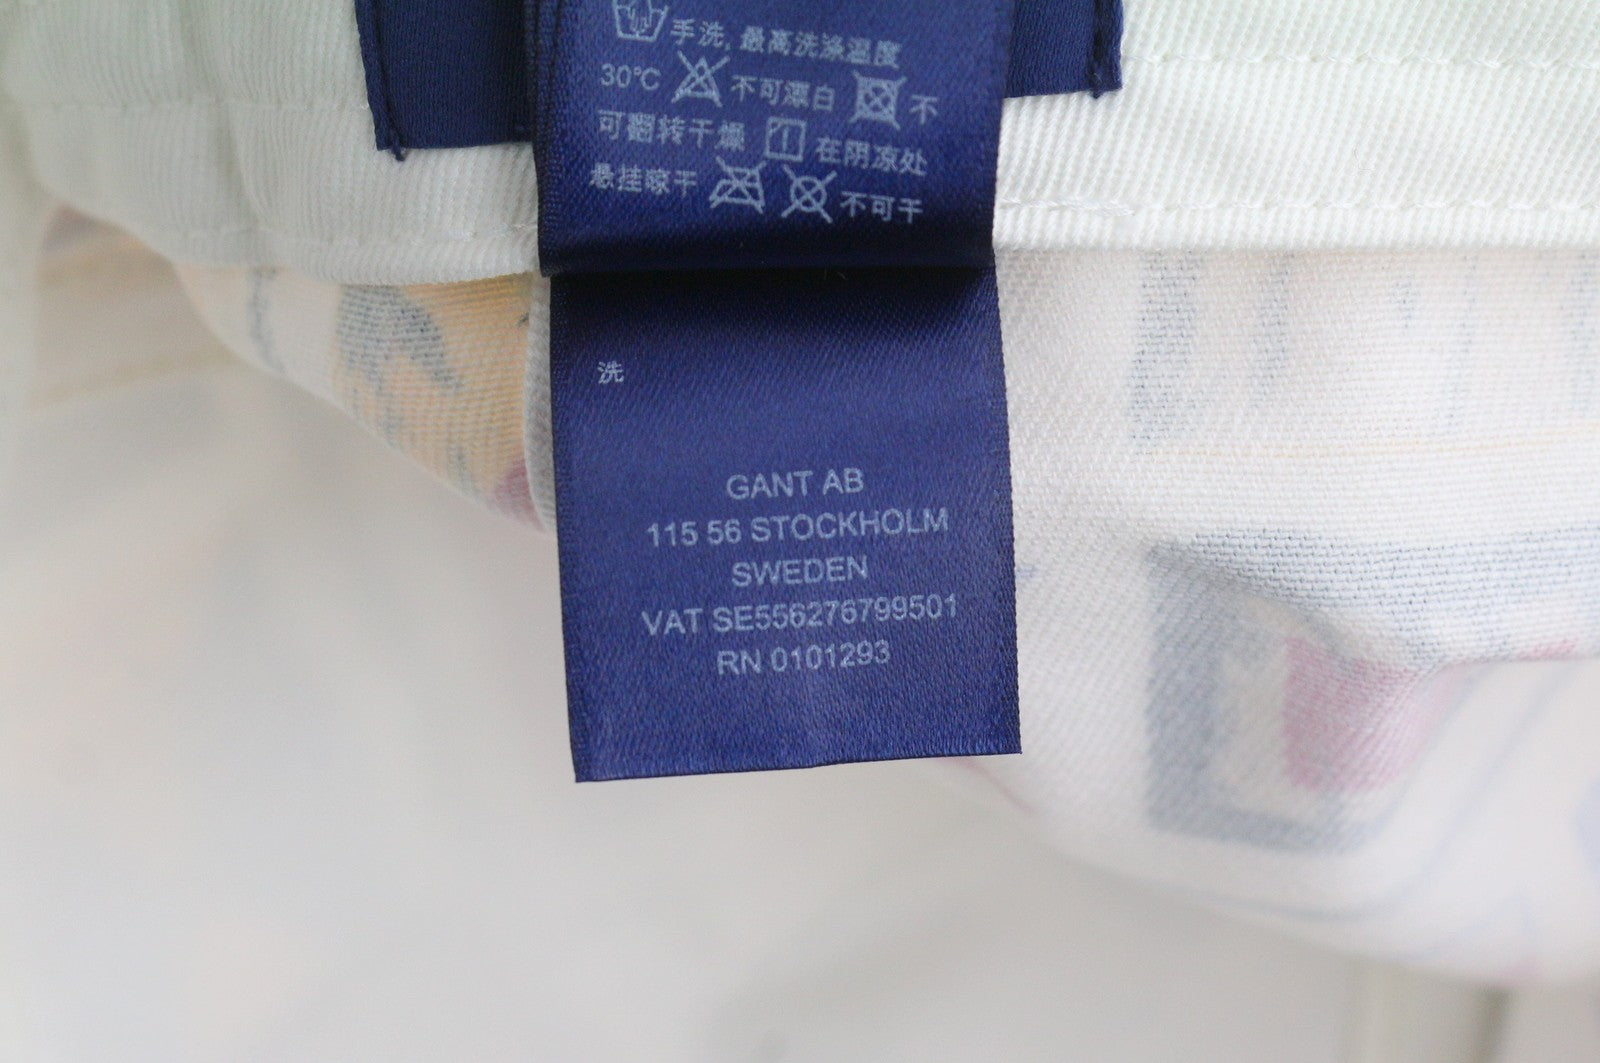 手洗, 最高洗涤温度
30°C 不可漂白 不
可翻转干燥 在阴凉处
悬挂晾干 不可干
洗
GANT AB
115 56 STOCKHOLM
SWEDEN
VAT SE556276799501
RN 0101293